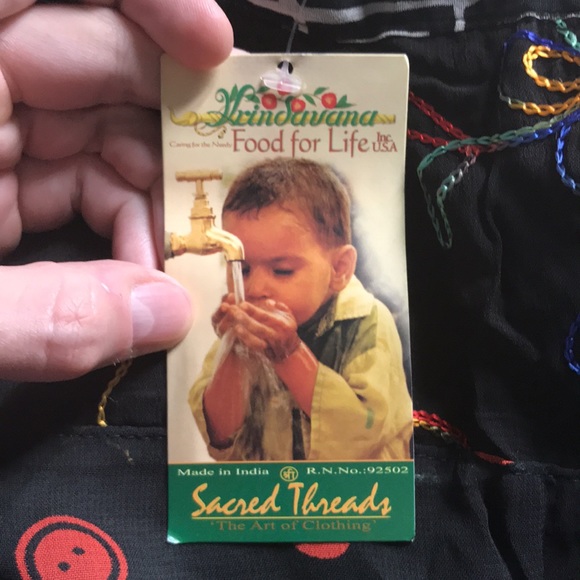 Vrindavana
Caring for the Needy Food for Life Inc. USA
Made in India श्री R.N.No.:92502
Sacred Threads
'The Art of Clothing'